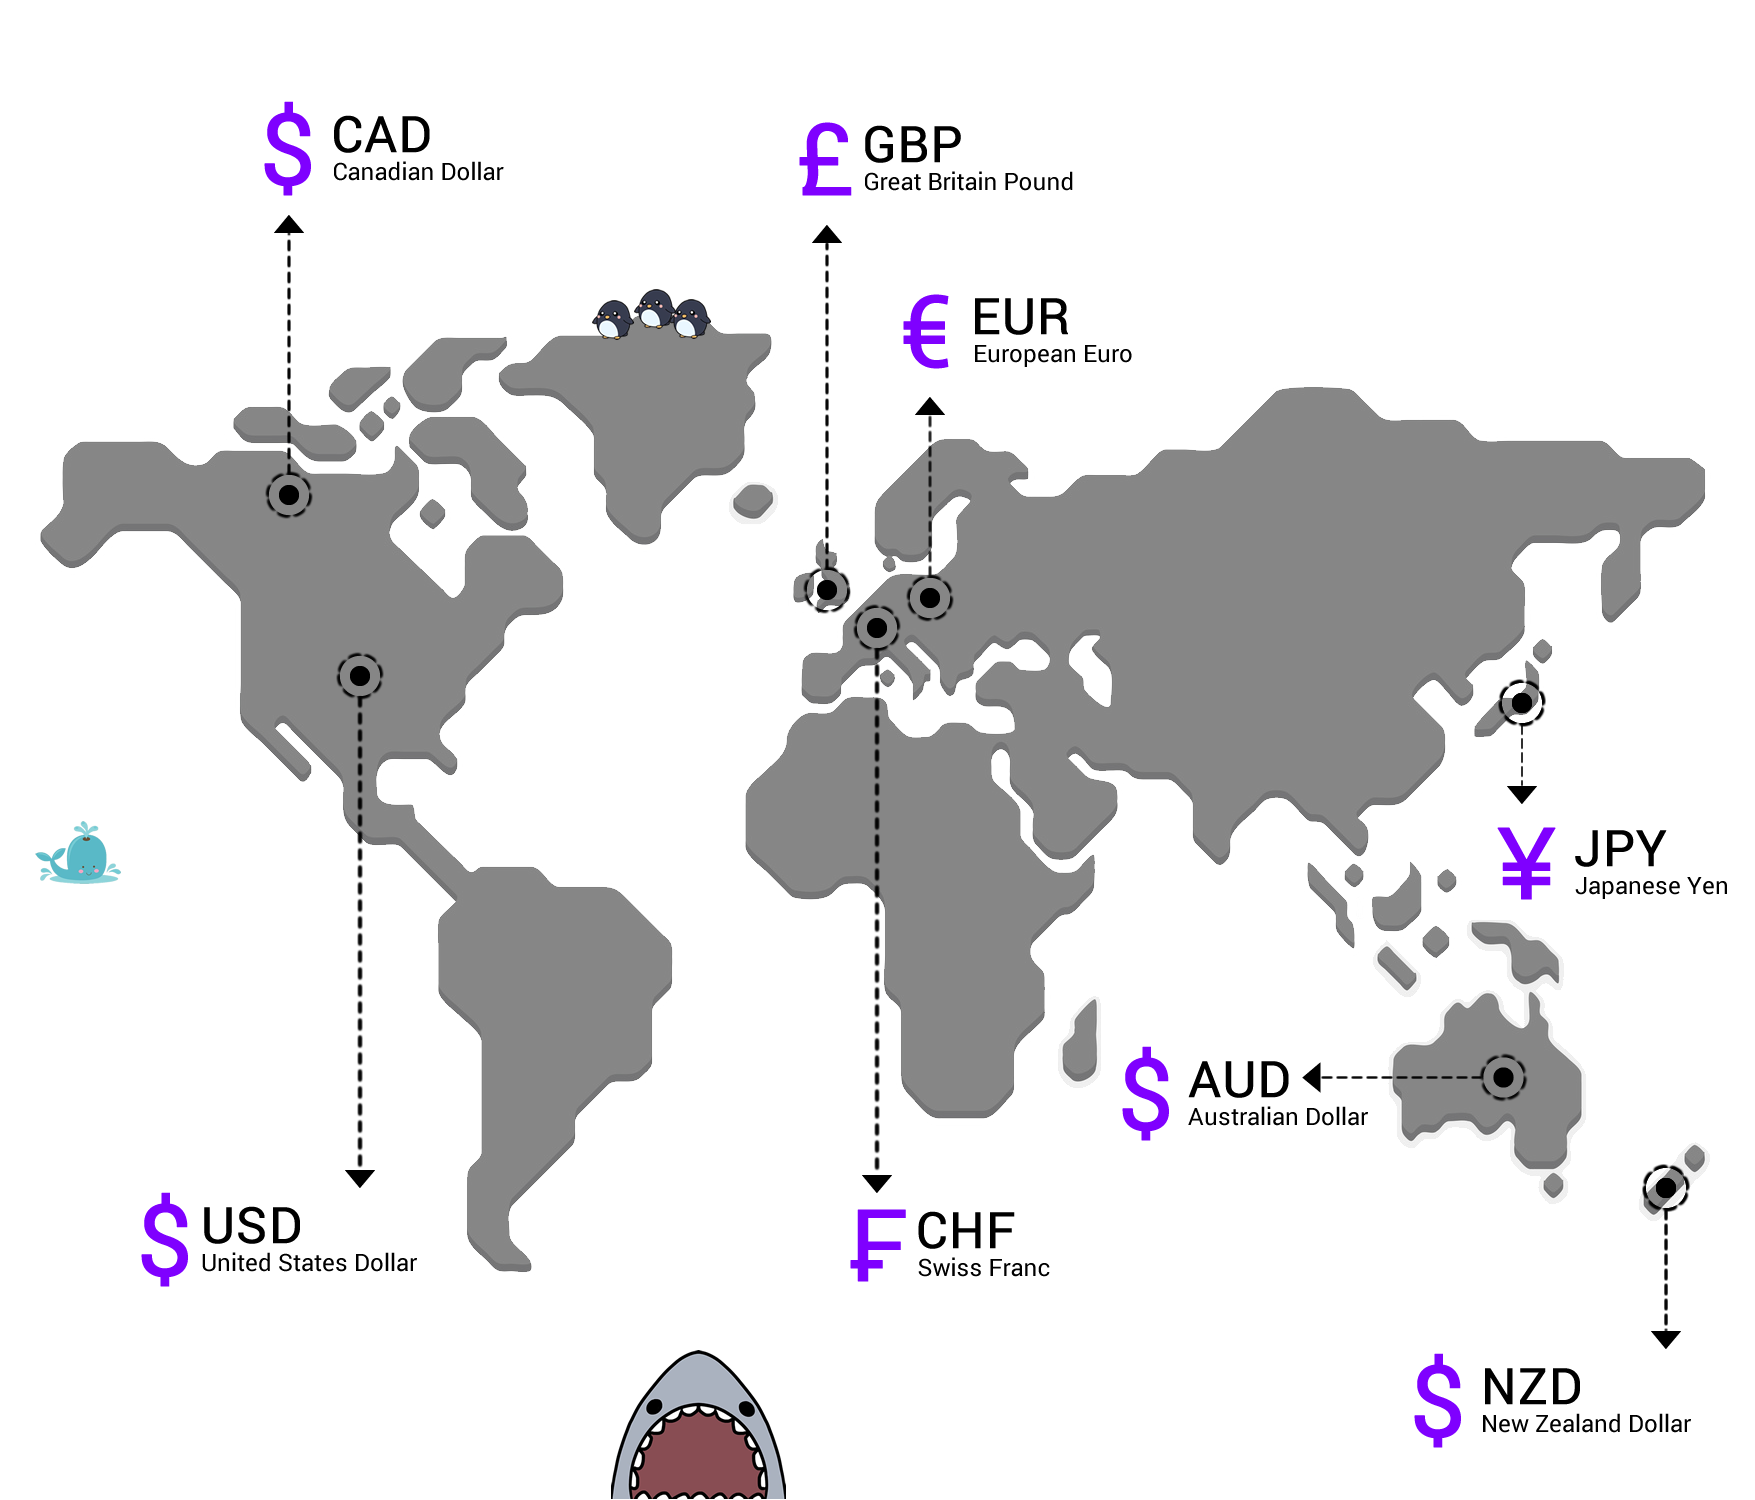 $ CAD
Canadian Dollar
£ GBP
Great Britain Pound
€ EUR
European Euro
¥ JPY
Japanese Yen
$ AUD
Australian Dollar
$ USD
United States Dollar
₣ CHF
Swiss Franc
$ NZD
New Zealand Dollar